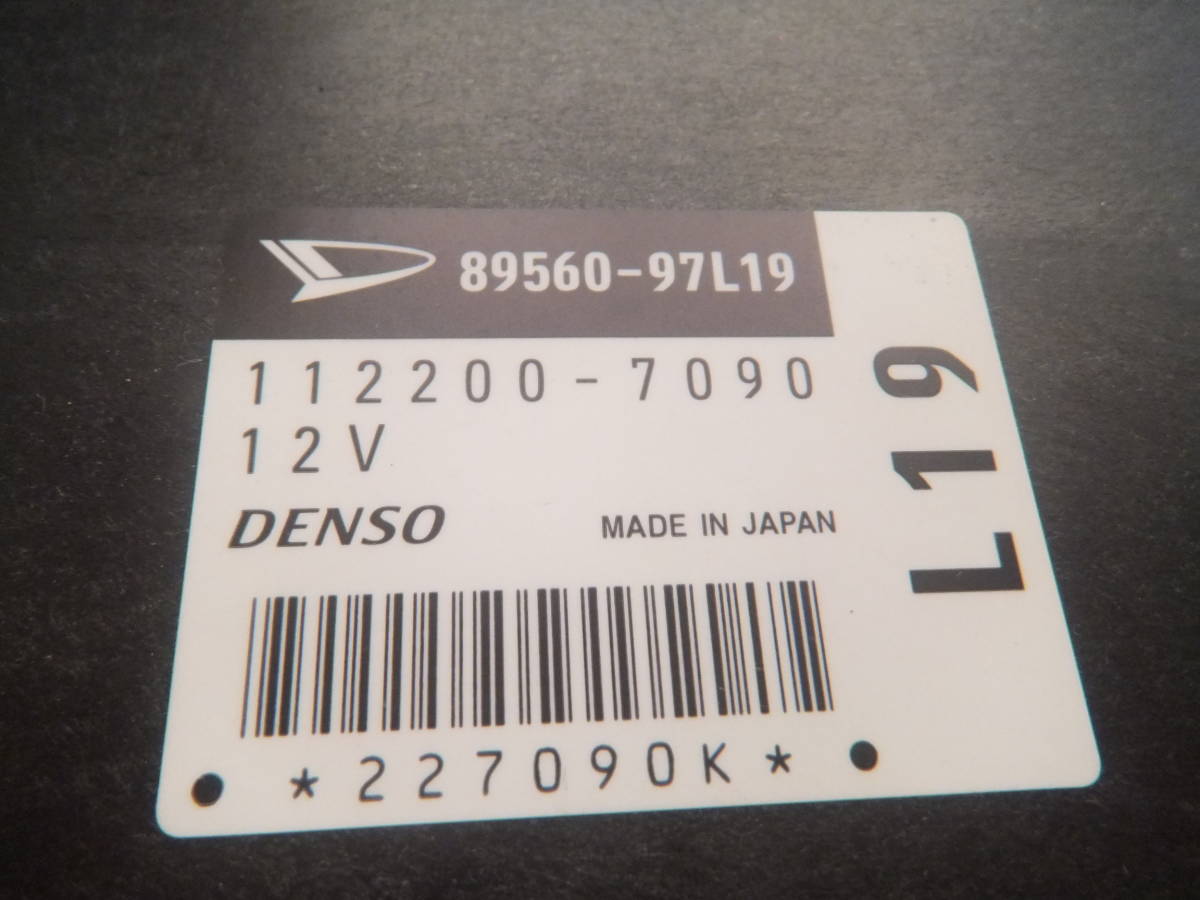 89560-97L19
112200-7090
12V
DENSO MADE IN JAPAN
*227090K*
L19